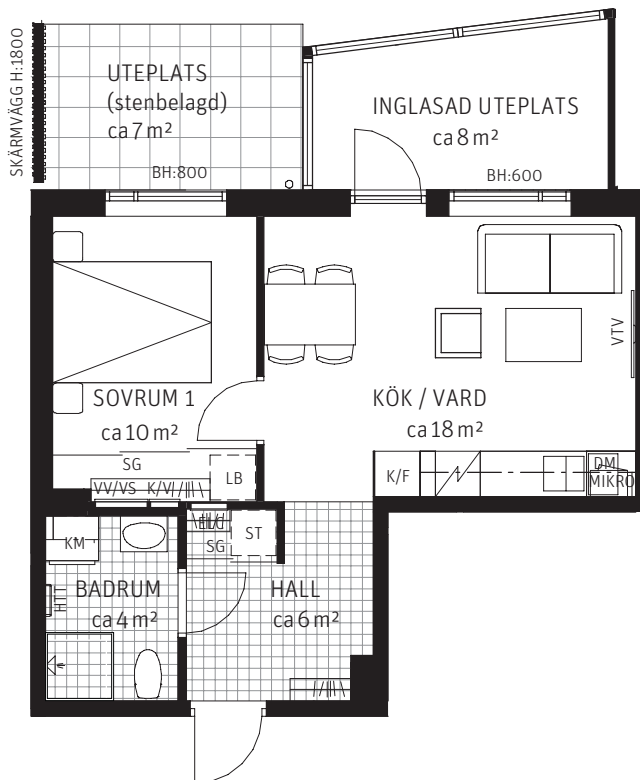 SKÄRMVÄGG H:1800
UTEPLATS
(stenbelagd)
ca 7 m²
INGLASAD UTEPLATS
ca 8 m²
BH:800
BH:600
VTV
SOVRUM 1
ca 10 m²
KÖK / VARD
ca 18 m²
SG
LB
VV/VS K/V
K/F
DM
MIKRO
SG
ST
KM
BADRUM
ca 4 m²
HTT
HALL
ca 6 m²